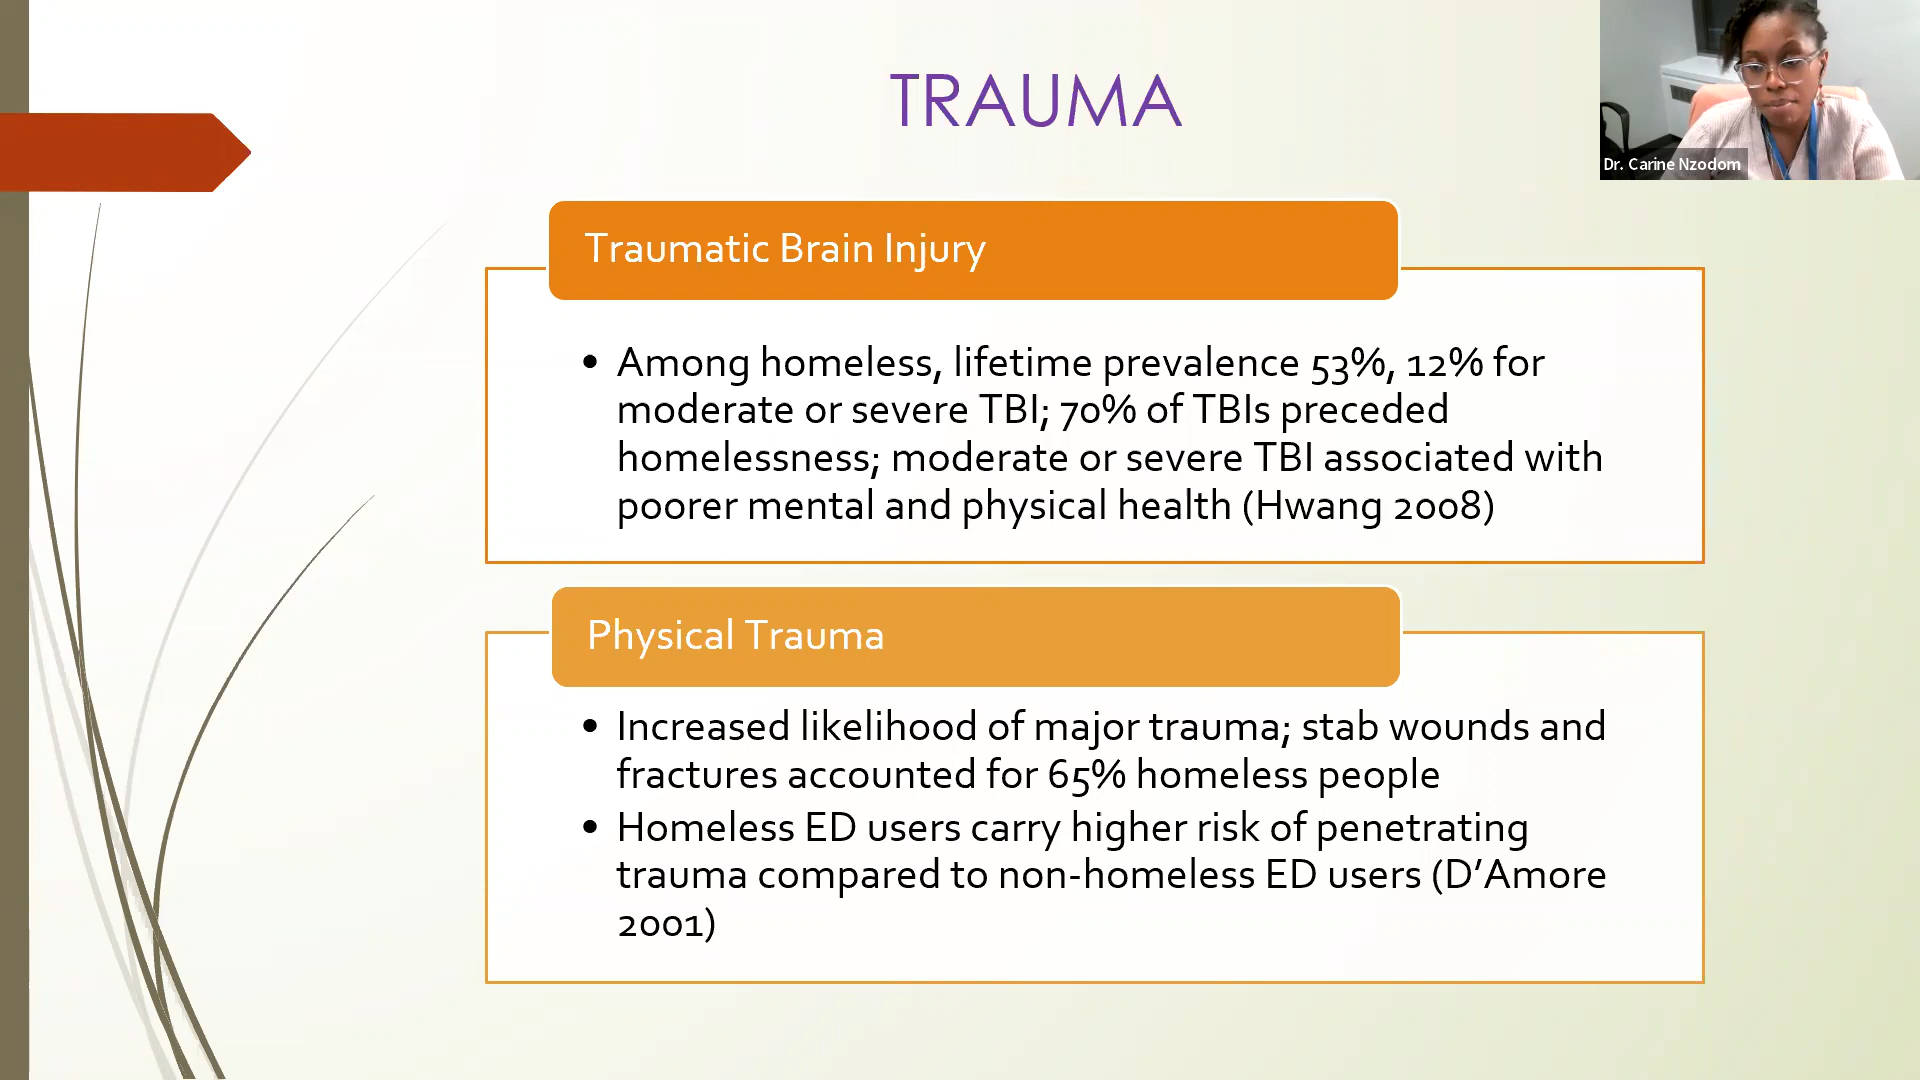 TRAUMA
Dr. Carine Nzodom
Traumatic Brain Injury
• Among homeless, lifetime prevalence 53%, 12% for
moderate or severe TBI; 70% of TBIs preceded
homelessness; moderate or severe TBI associated with
poorer mental and physical health (Hwang 2008)
Physical Trauma
• Increased likelihood of major trauma; stab wounds and
fractures accounted for 65% homeless people
• Homeless ED users carry higher risk of penetrating
trauma compared to non-homeless ED users (D’Amore
2001)